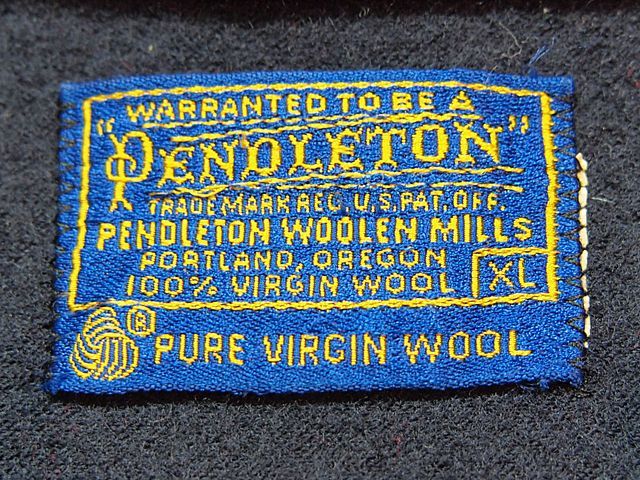 WARRANTED TO BE A
"PENDLETON"
TRADE MARK REG. U.S. PAT. OFF.
PENDLETON WOOLEN MILLS
PORTLAND, OREGON
100% VIRGIN WOOL XL
® PURE VIRGIN WOOL